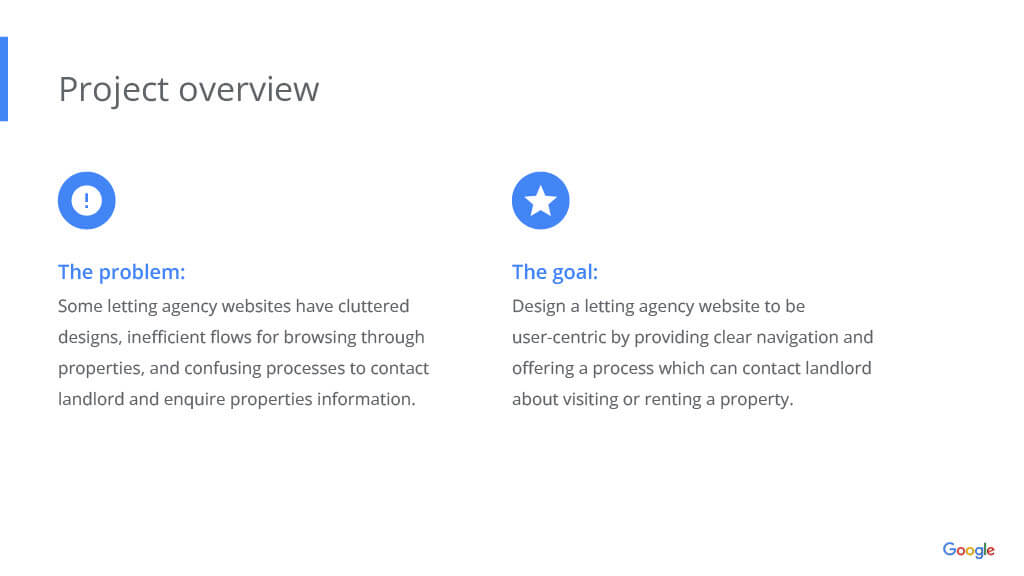 Project overview
The problem:
Some letting agency websites have cluttered
designs, inefficient flows for browsing through
properties, and confusing processes to contact
landlord and enquire properties information.
The goal:
Design a letting agency website to be
user-centric by providing clear navigation and
offering a process which can contact landlord
about visiting or renting a property.
Google